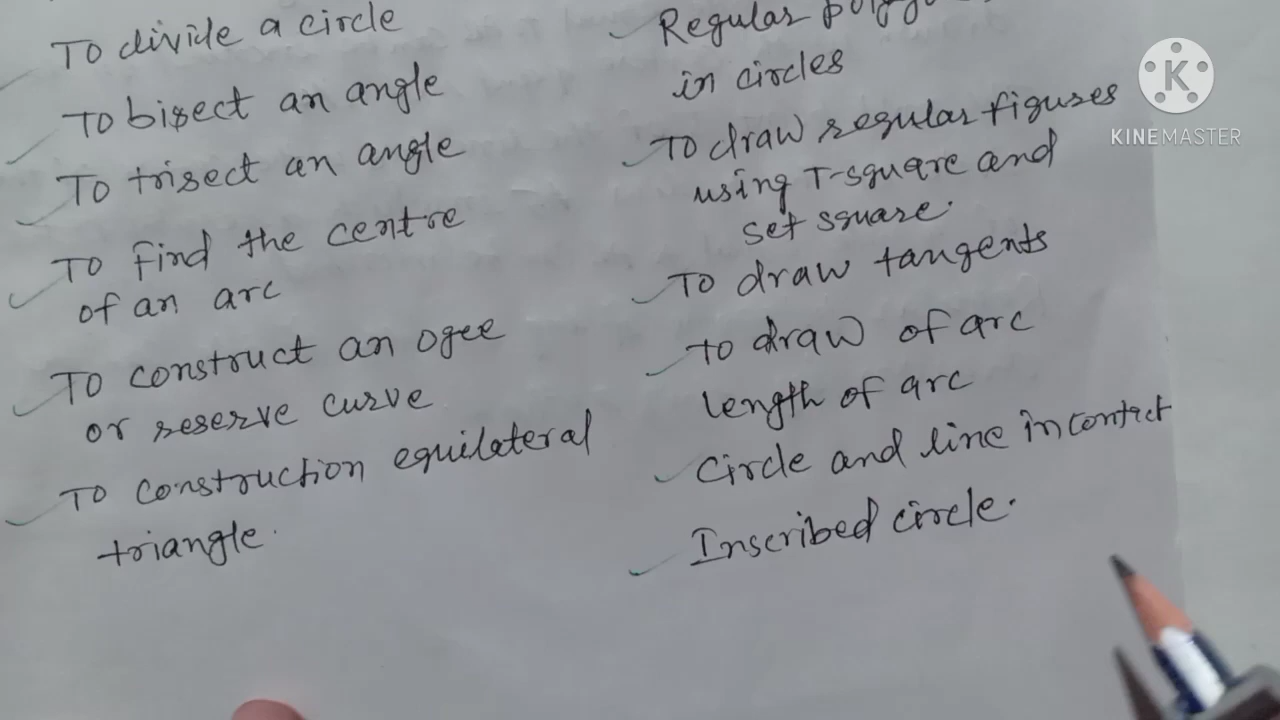 To divide a circle
To bisect an angle
To trisect an angle
To find the centre
of an arc
To construct an ogee
or reserve curve
To construction equilateral
triangle.
Regular
in circles
To draw regular figures
using T-square and
set square.
To draw tangents
To draw of arc
length of arc
Circle and line in contact
Inscribed circle.
K
KINEMASTER